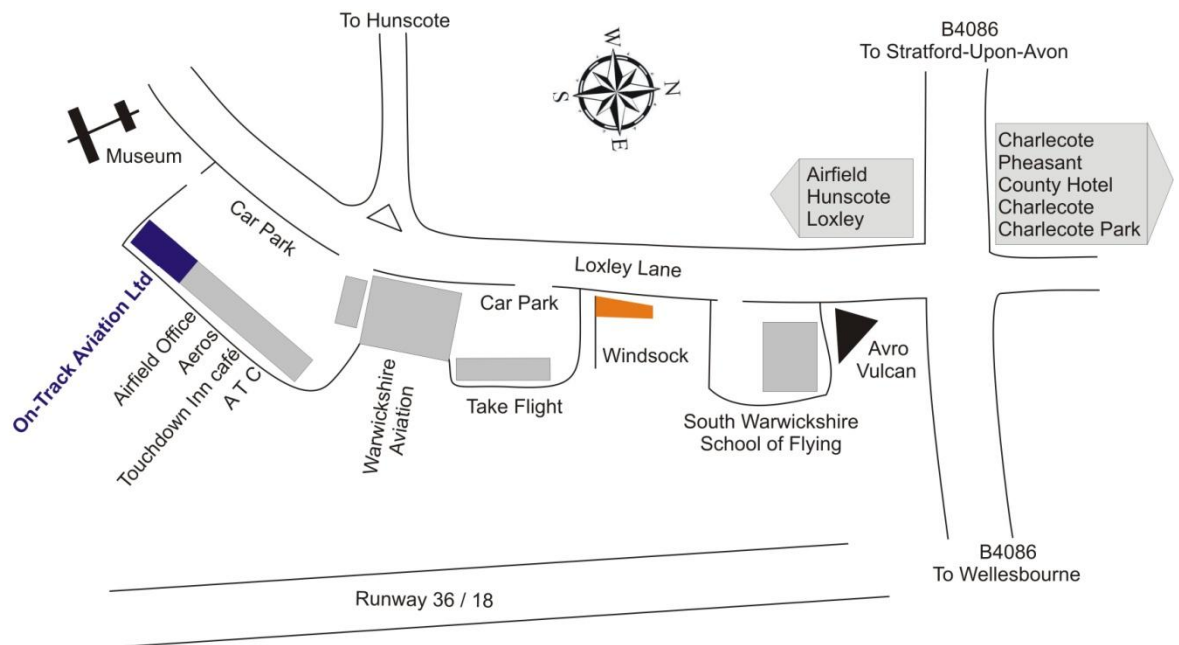 To Hunscote
B4086
To Stratford-Upon-Avon
W
N
S
E
Museum
Charlecote
Pheasant
County Hotel
Charlecote
Charlecote Park
Airfield
Hunscote
Loxley
Car Park
Loxley Lane
Car Park
Windsock
Avro
Vulcan
On-Track Aviation Ltd
Airfield Office
Aeros
Touchdown Inn café
A T C
Warwickshire
Aviation
Take Flight
South Warwickshire
School of Flying
B4086
To Wellesbourne
Runway 36 / 18